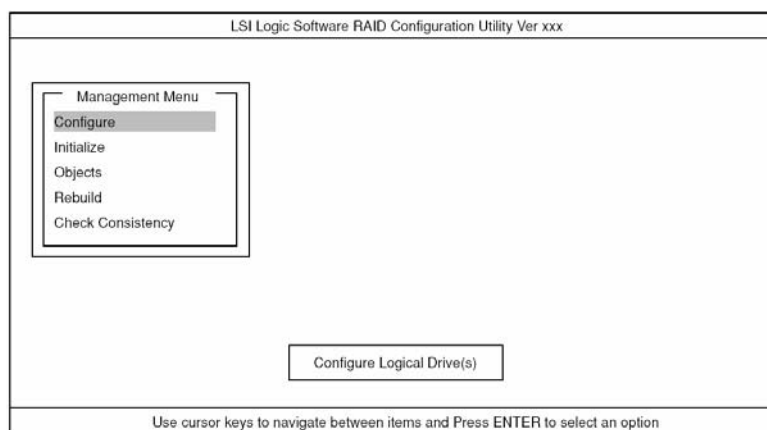 LSI Logic Software RAID Configuration Utility Ver xxx
Management Menu
Configure
Initialize
Objects
Rebuild
Check Consistency
Configure Logical Drive(s)
Use cursor keys to navigate between items and Press ENTER to select an option